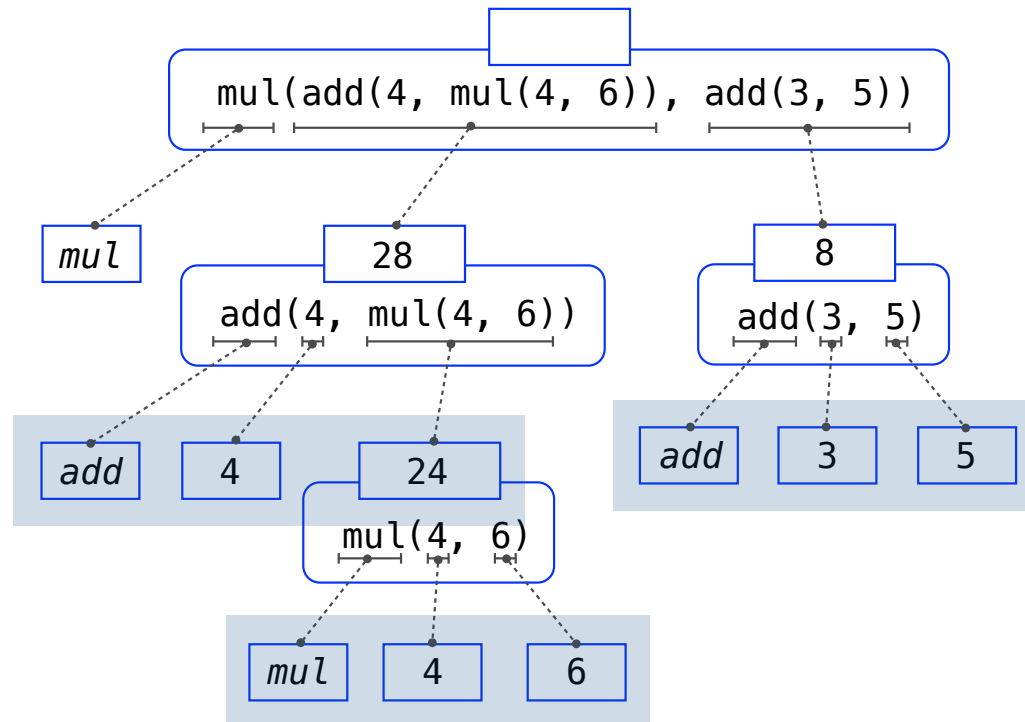 mul(add(4, mul(4, 6)), add(3, 5))
mul
28
8
add(4, mul(4, 6))
add(3, 5)
add
4
24
add
3
5
mul(4, 6)
mul
4
6